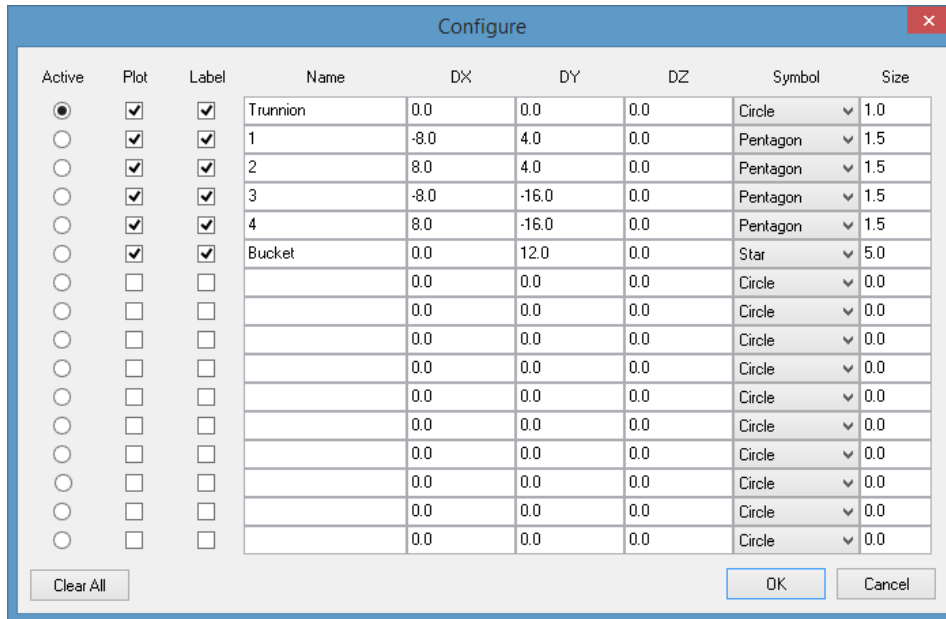 Configure
Active Plot Label Name DX DY DZ Symbol Size
Trunnion 0.0 0.0 0.0 Circle 1.0
1 -8.0 4.0 0.0 Pentagon 1.5
2 8.0 4.0 0.0 Pentagon 1.5
3 -8.0 -16.0 0.0 Pentagon 1.5
4 8.0 -16.0 0.0 Pentagon 1.5
Bucket 0.0 12.0 0.0 Star 5.0
0.0 0.0 0.0 Circle 0.0
0.0 0.0 0.0 Circle 0.0
0.0 0.0 0.0 Circle 0.0
0.0 0.0 0.0 Circle 0.0
0.0 0.0 0.0 Circle 0.0
0.0 0.0 0.0 Circle 0.0
0.0 0.0 0.0 Circle 0.0
0.0 0.0 0.0 Circle 0.0
0.0 0.0 0.0 Circle 0.0
0.0 0.0 0.0 Circle 0.0
Clear All OK Cancel